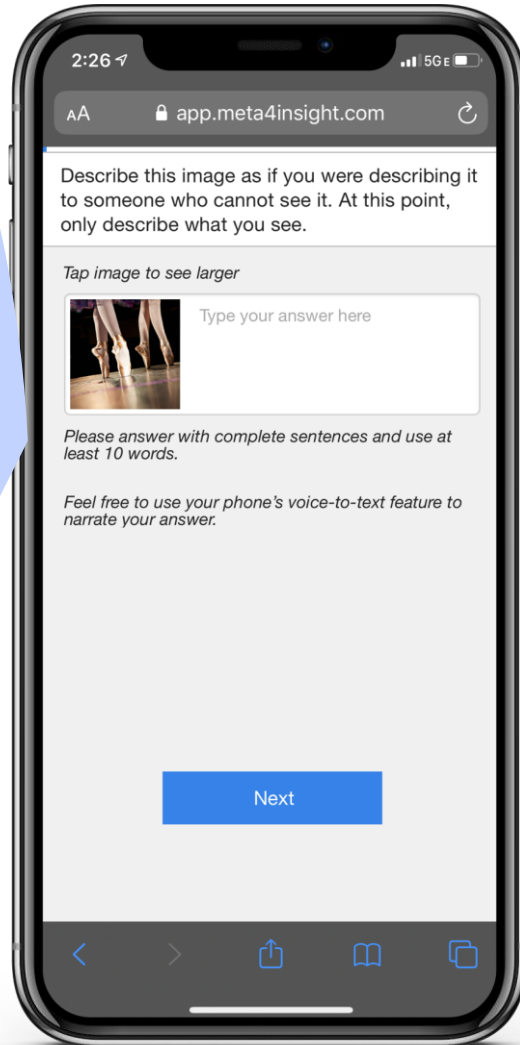 2:26
5GE
AA app.meta4insight.com
Describe this image as if you were describing it
to someone who cannot see it. At this point,
only describe what you see.
Tap image to see larger
Type your answer here
Please answer with complete sentences and use at
least 10 words.
Feel free to use your phone’s voice-to-text feature to
narrate your answer.
Next